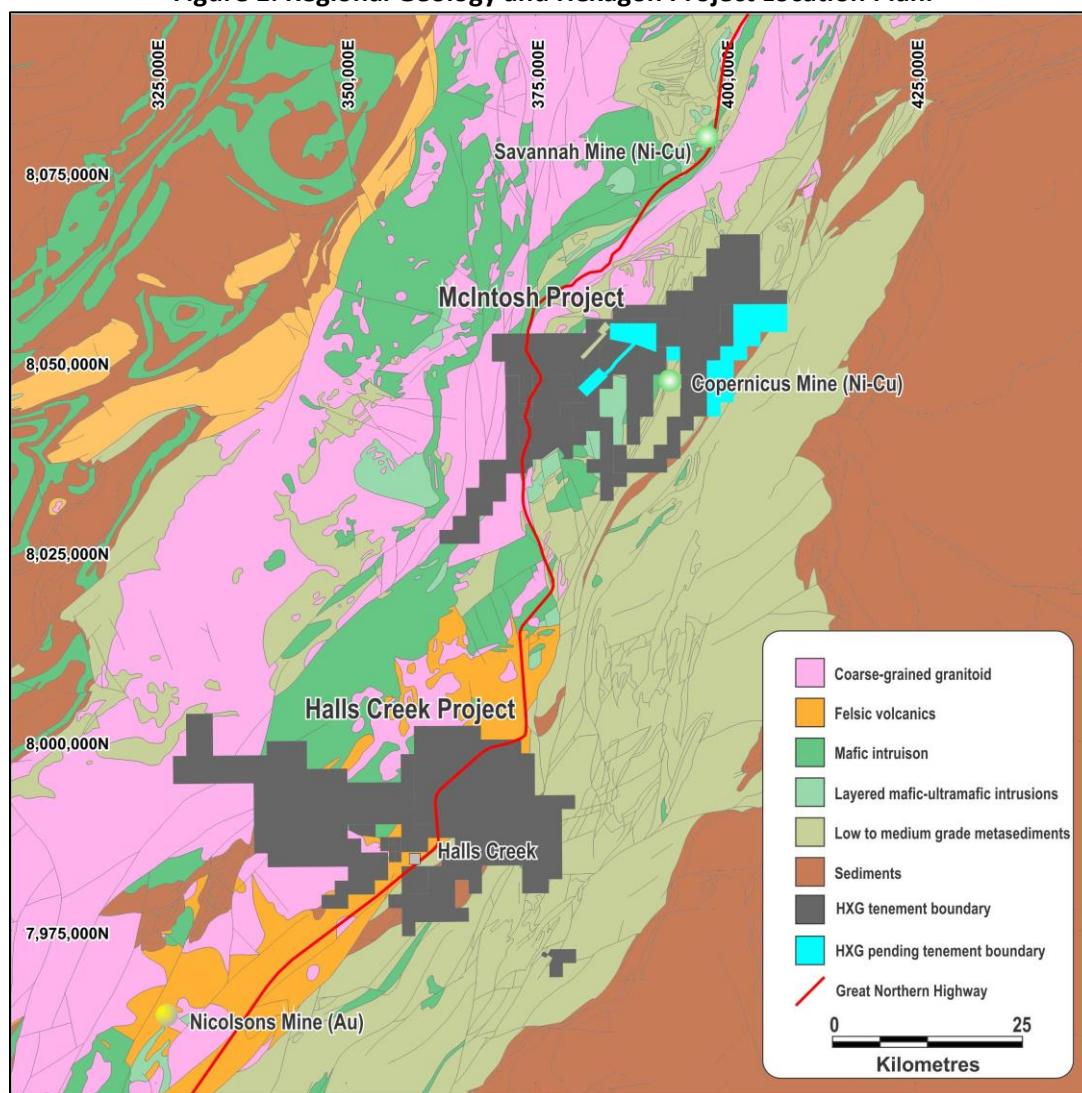 Figure 2: Regional Geology and Hexagon Project Location Plan.
325,000E
350,000E
375,000E
400,000E
425,000E
Savannah Mine (Ni-Cu)
8,075,000N
McIntosh Project
8,050,000N
Copernicus Mine (Ni-Cu)
8,025,000N
Halls Creek Project
8,000,000N
Halls Creek
7,975,000N
Nicolsons Mine (Au)
Coarse-grained granitoid
Felsic volcanics
Mafic intruison
Layered mafic-ultramafic intrusions
Low to medium grade metasediments
Sediments
HXG tenement boundary
HXG pending tenement boundary
Great Northern Highway
0 25
Kilometres